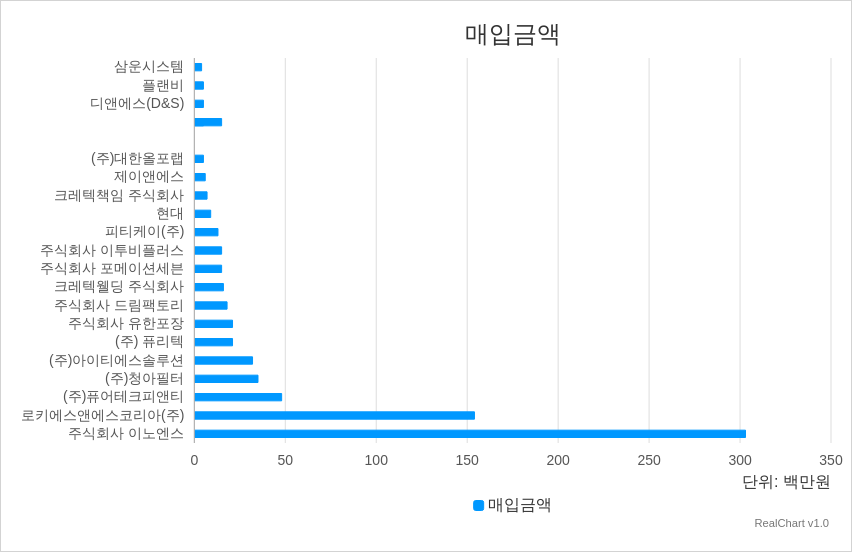 매입금액
삼운시스템
플랜비
디앤에스(D&S)
(주)대한올포랩
제이앤에스
크레텍책임 주식회사
현대
피티케이(주)
주식회사 이투비플러스
주식회사 포메이션세븐
크레텍웰딩 주식회사
주식회사 드림팩토리
주식회사 유한포장
(주) 퓨리텍
(주)아이티에스솔루션
(주)청아필터
(주)퓨어테크피앤티
로키에스앤에스코리아(주)
주식회사 이노엔스
0 50 100 150 200 250 300 350
단위: 백만원
매입금액
RealChart v1.0